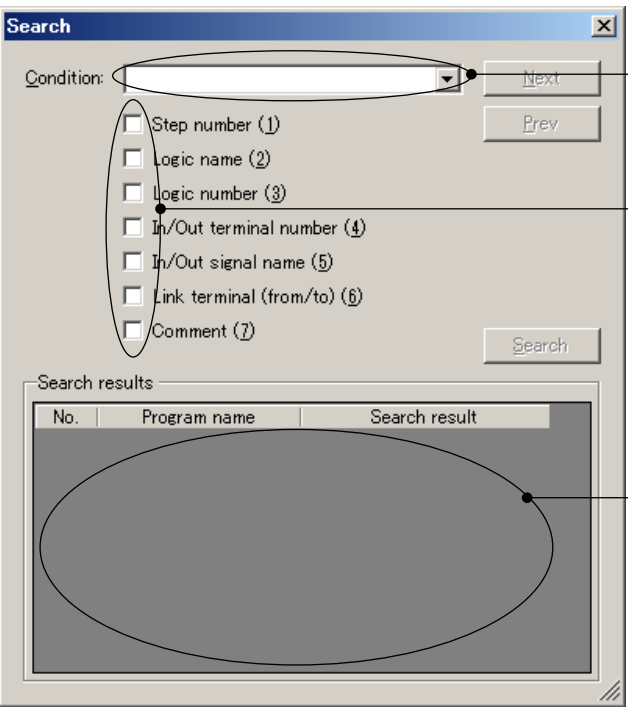 Search
Condition:
Next
Prev
Step number (1)
Logic name (2)
Logic number (3)
In/Out terminal number (4)
In/Out signal name (5)
Link terminal (from/to) (6)
Comment (7)
Search
Search results
No. Program name Search result